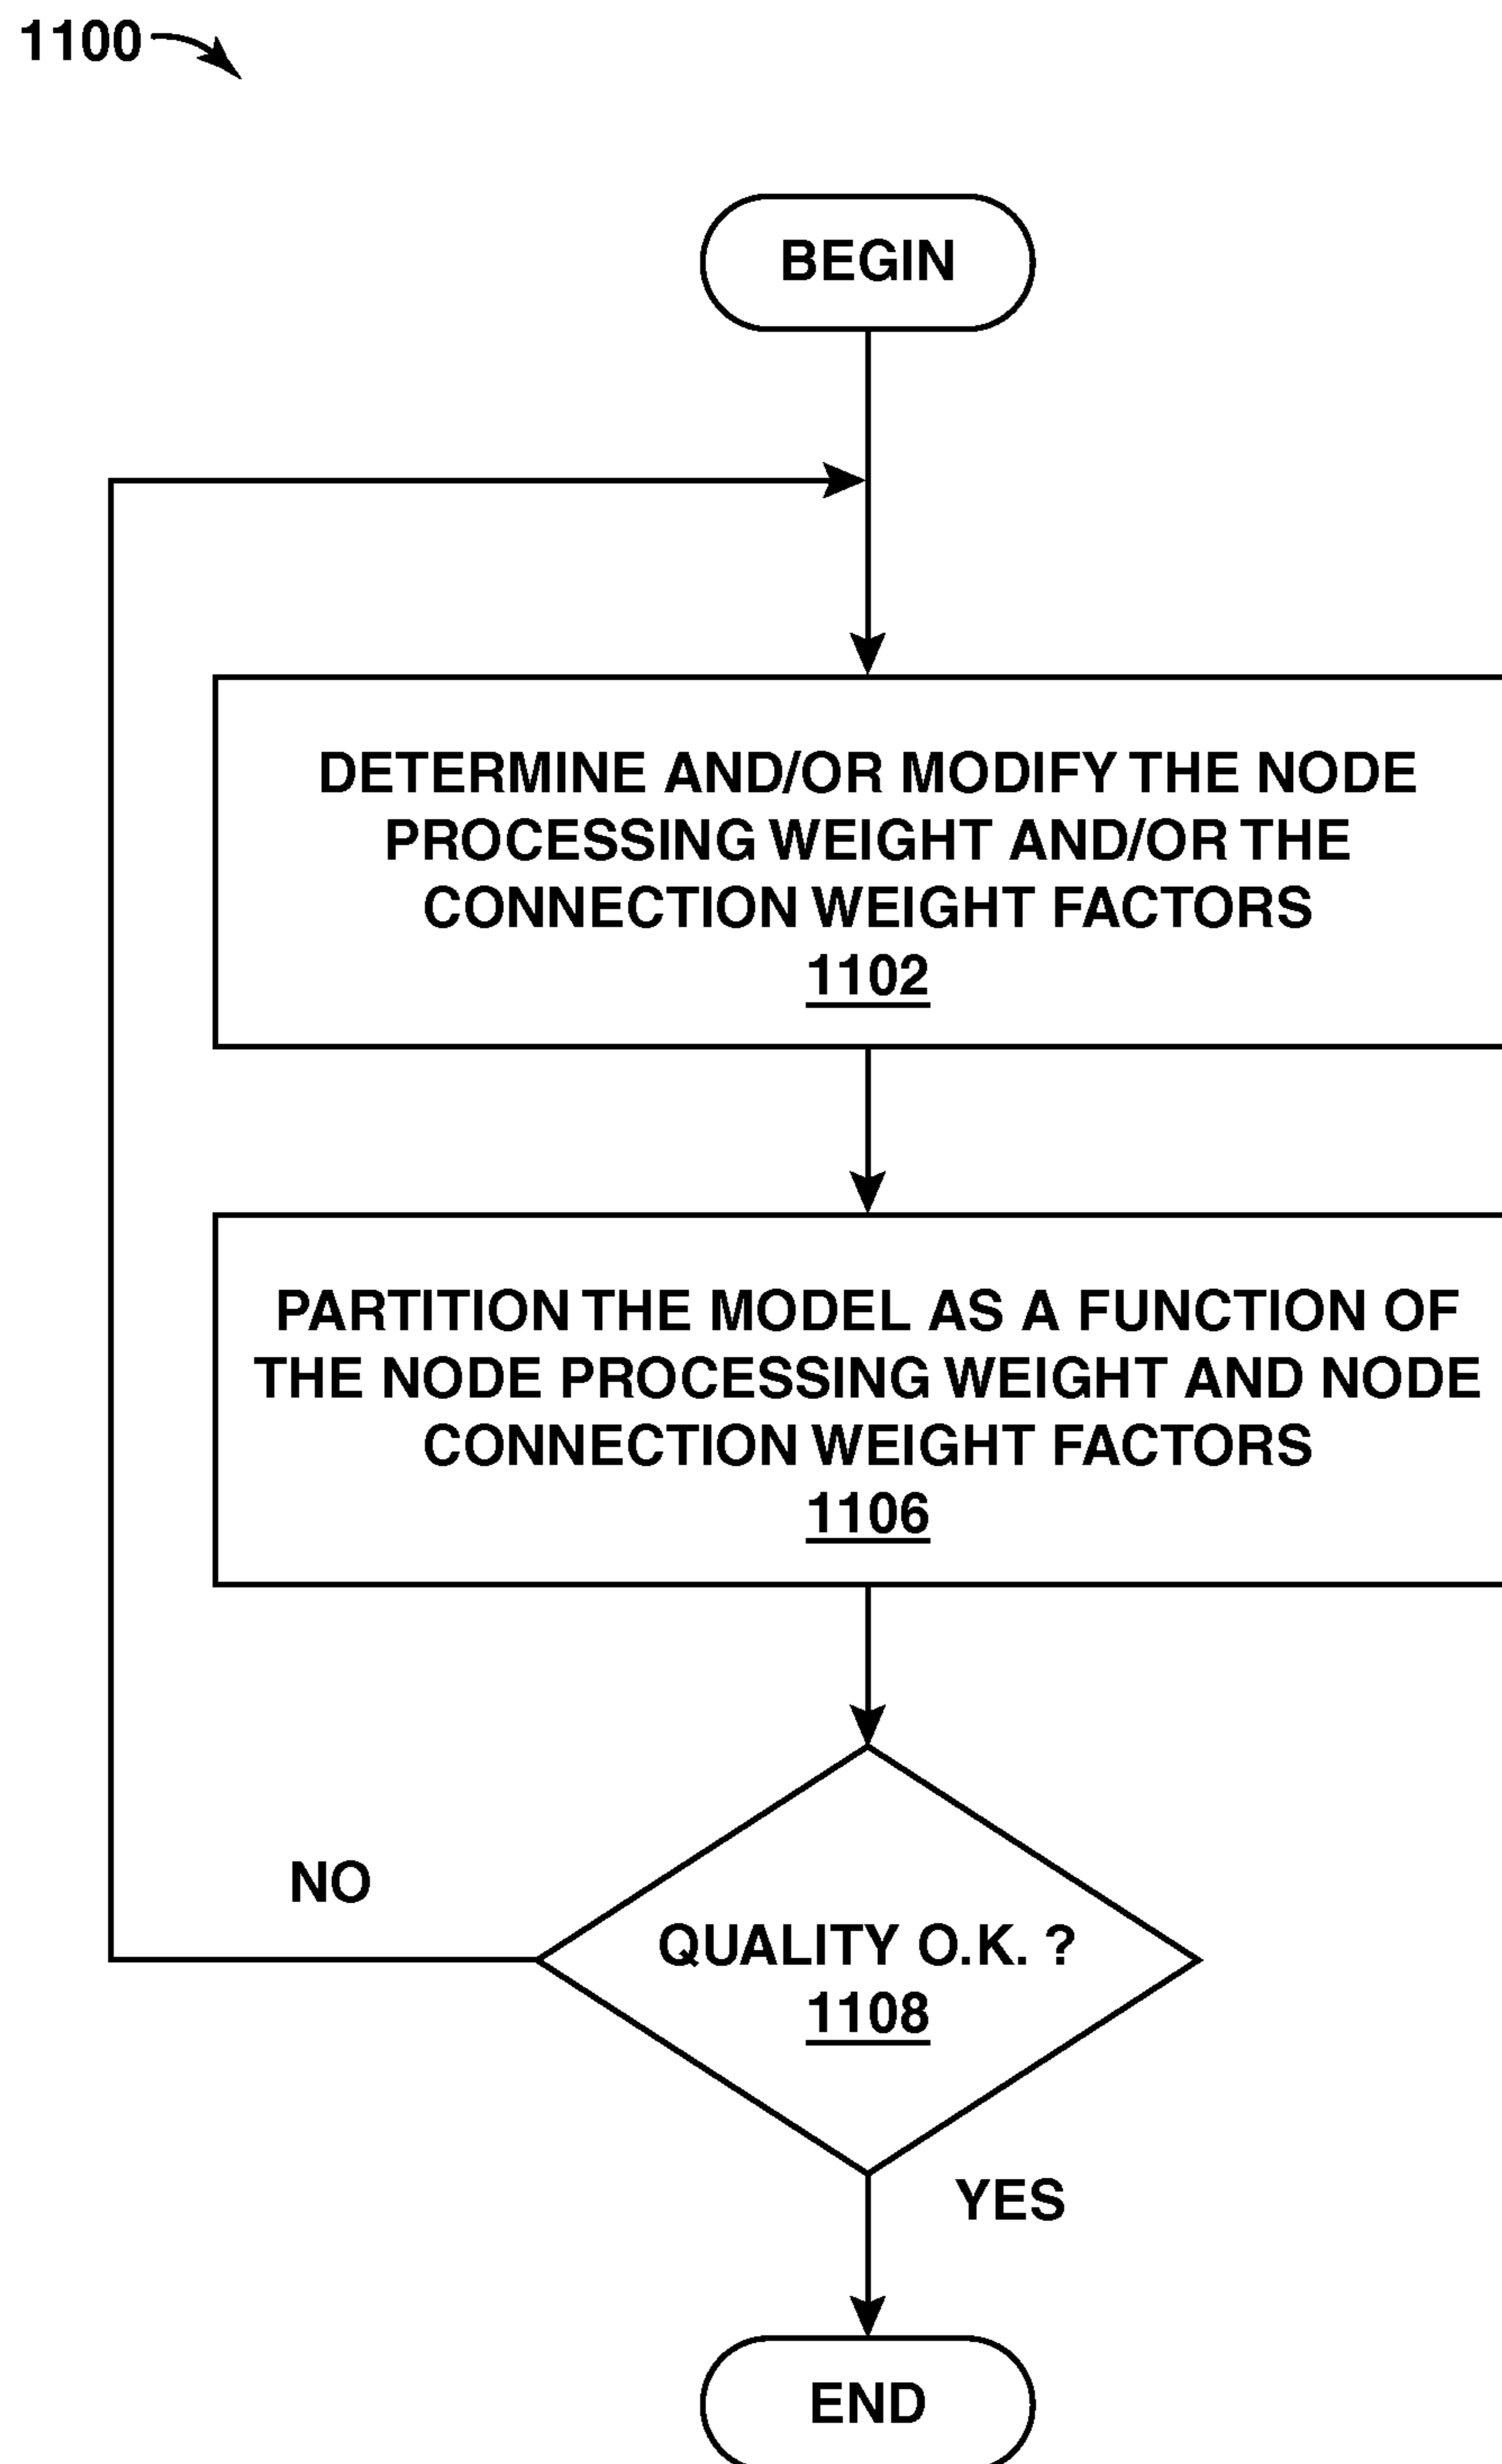 1100
BEGIN
DETERMINE AND/OR MODIFY THE NODE
PROCESSING WEIGHT AND/OR THE
CONNECTION WEIGHT FACTORS
1102
PARTITION THE MODEL AS A FUNCTION OF
THE NODE PROCESSING WEIGHT AND NODE
CONNECTION WEIGHT FACTORS
1106
NO
QUALITY O.K. ?
1108
YES
END